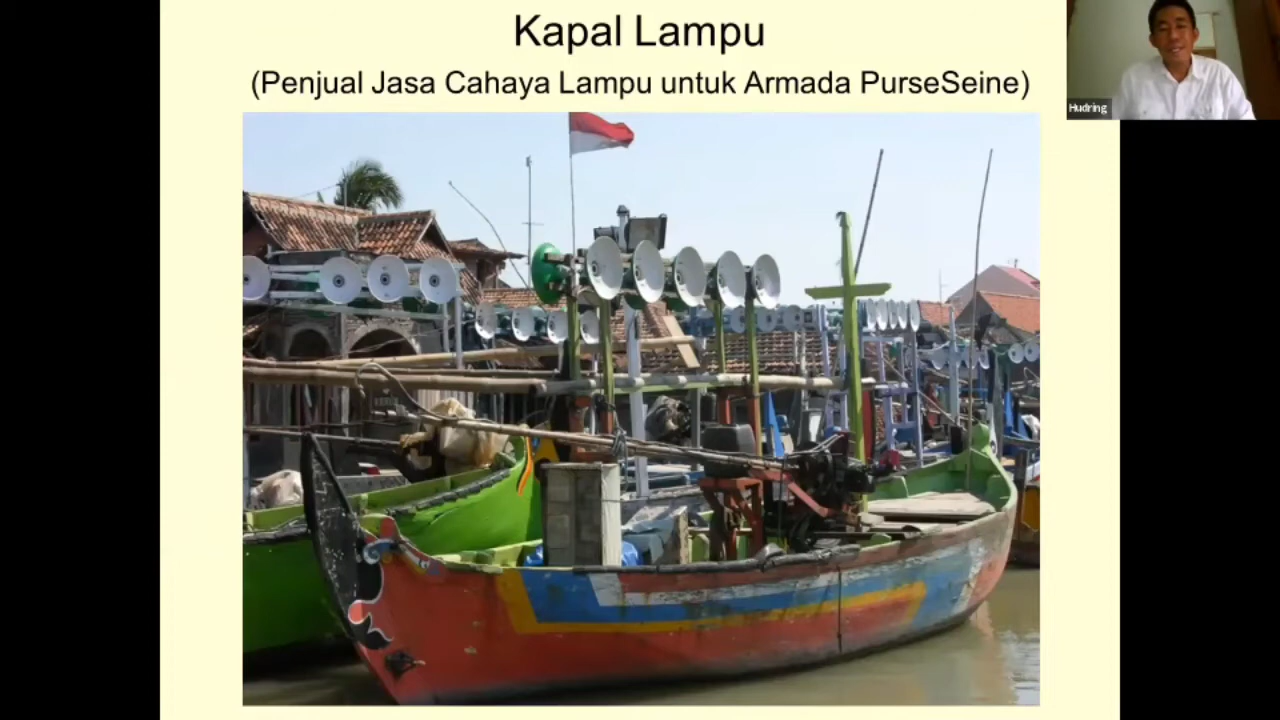 Kapal Lampu
(Penjual Jasa Cahaya Lampu untuk Armada PurseSeine)
Hudring